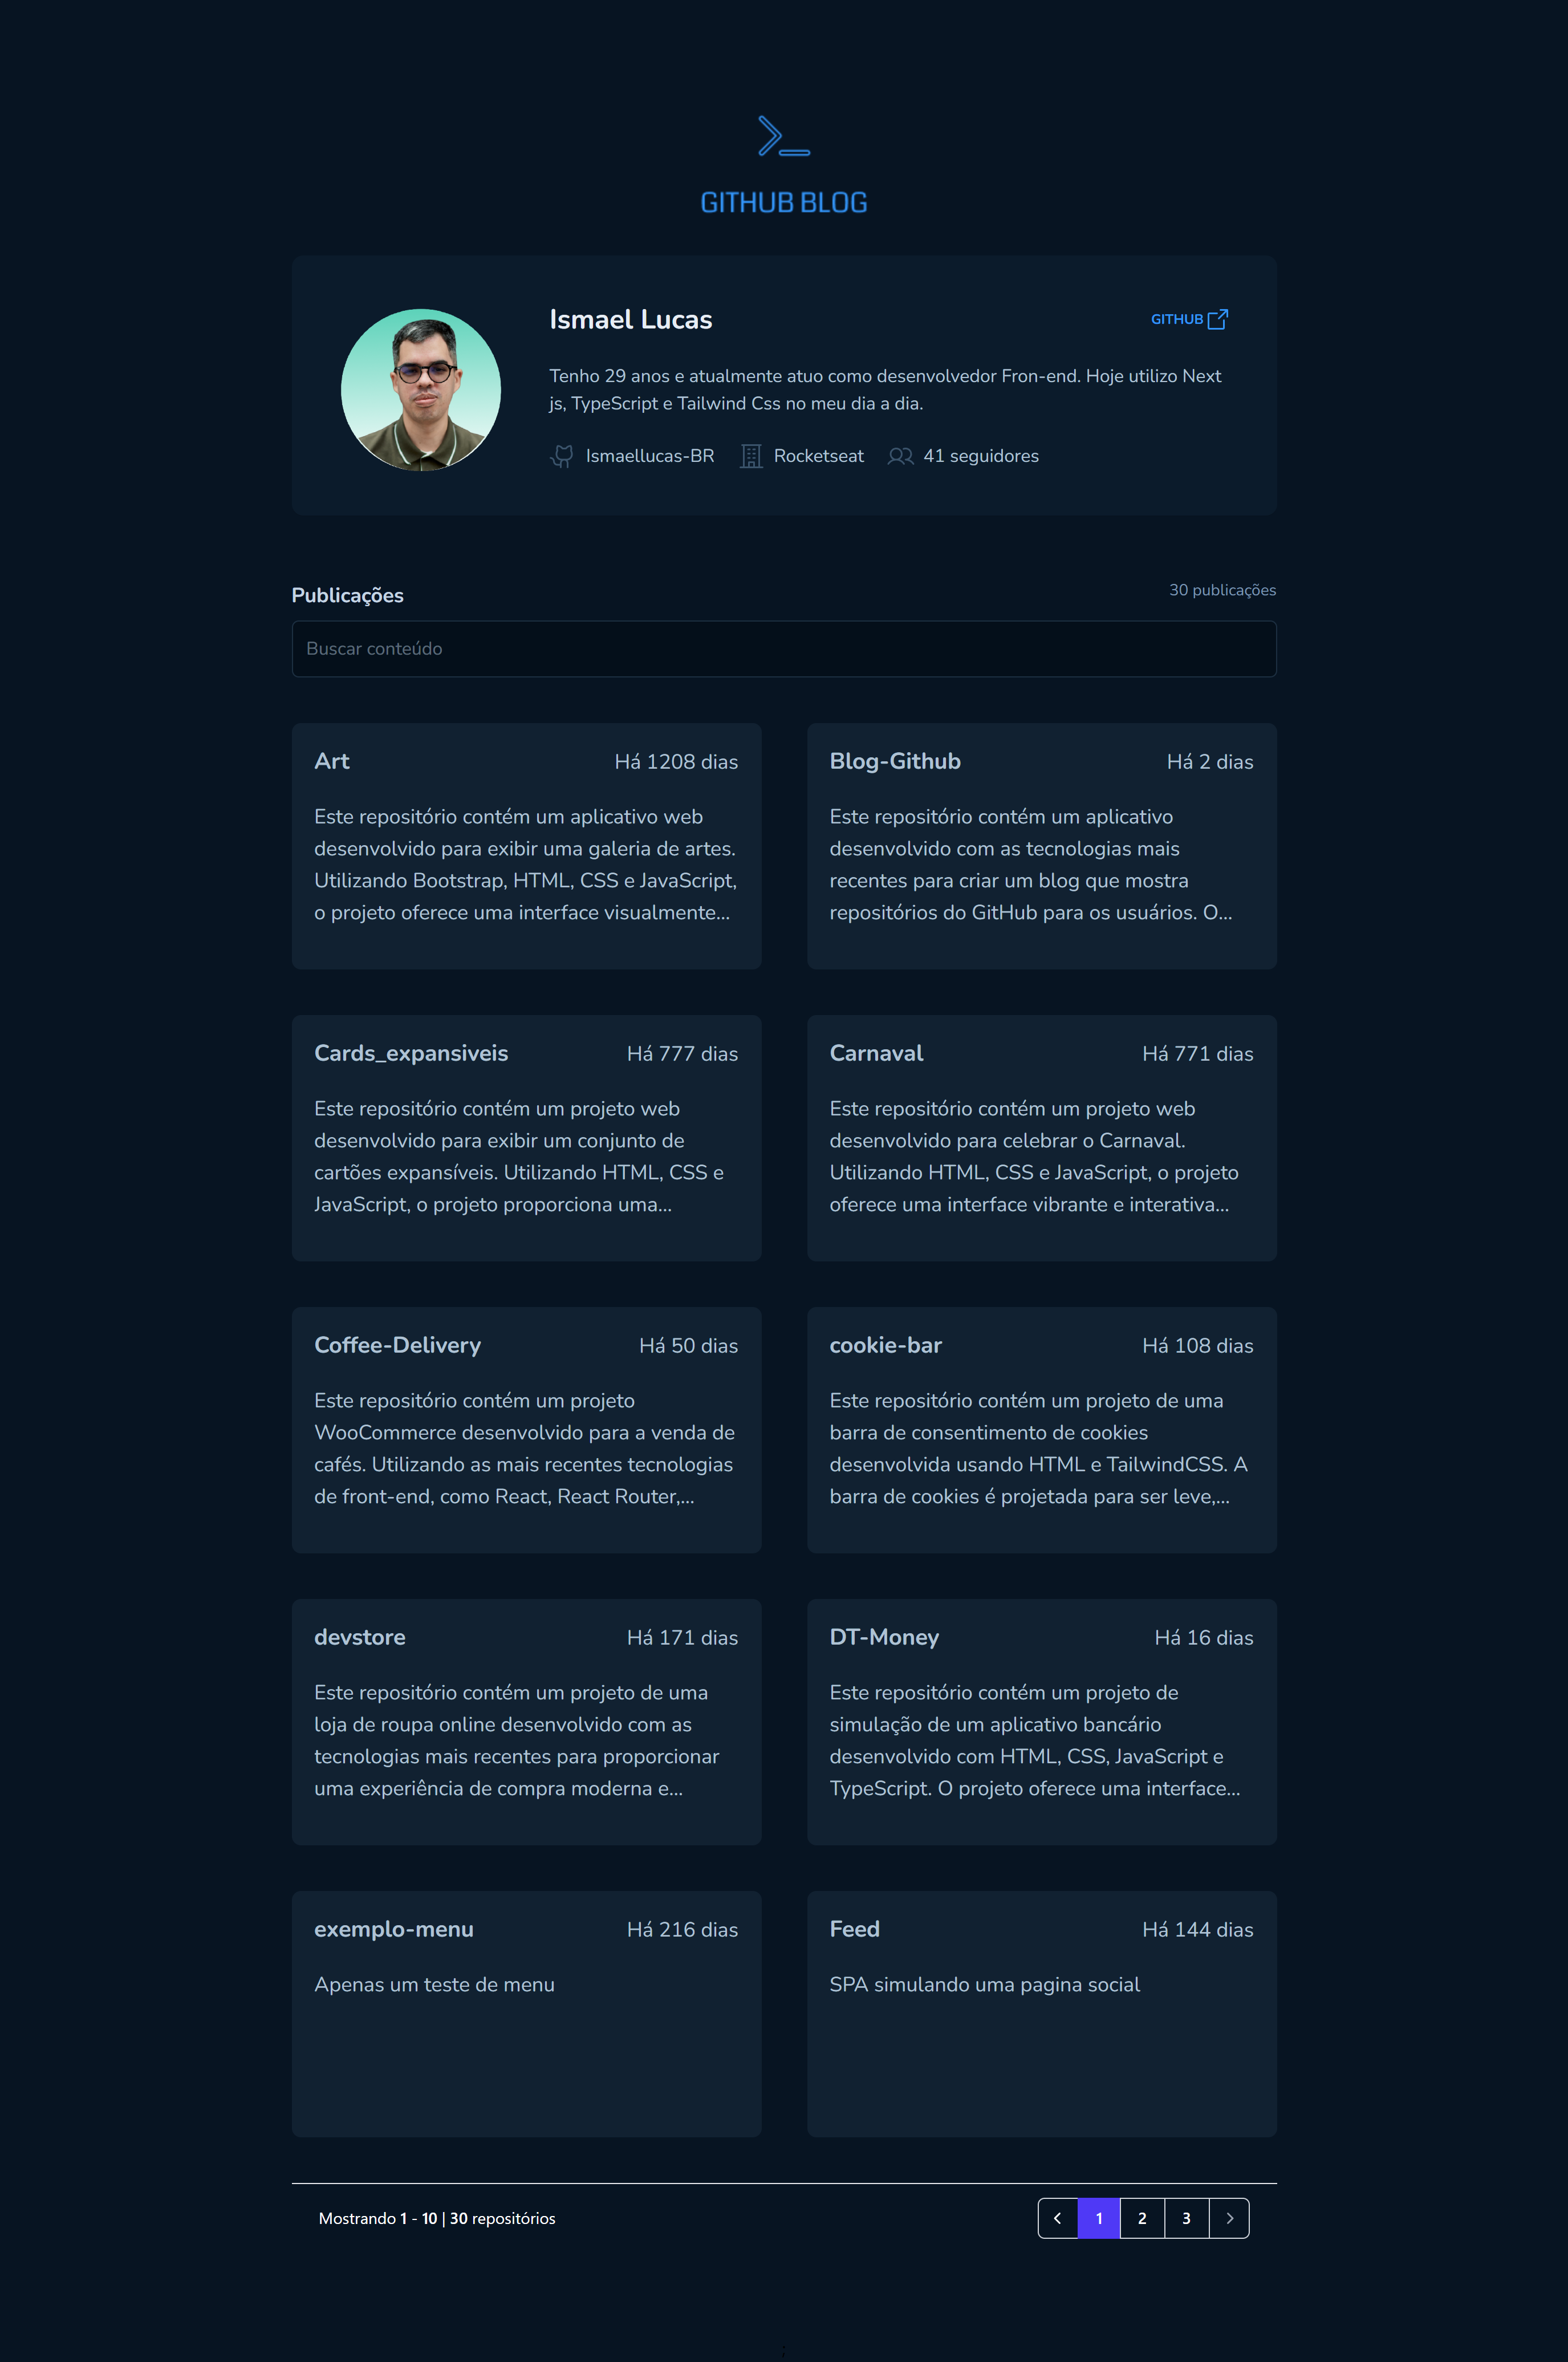 GITHUB BLOG
Ismael Lucas
GITHUB
Tenho 29 anos e atualmente atuo como desenvolvedor Fron-end. Hoje utilizo Next
js, TypeScript e Tailwind Css no meu dia a dia.
Ismaellucas-BR Rocketseat 41 seguidores
Publicações
30 publicações
Buscar conteúdo
Art
Há 1208 dias
Este repositório contém um aplicativo web
desenvolvido para exibir uma galeria de artes.
Utilizando Bootstrap, HTML, CSS e JavaScript,
o projeto oferece uma interface visualmente...
Blog-Github
Há 2 dias
Este repositório contém um aplicativo
desenvolvido com as tecnologias mais
recentes para criar um blog que mostra
repositórios do GitHub para os usuários. O...
Cards_expansiveis
Há 777 dias
Este repositório contém um projeto web
desenvolvido para exibir um conjunto de
cartões expansíveis. Utilizando HTML, CSS e
JavaScript, o projeto proporciona uma...
Carnaval
Há 771 dias
Este repositório contém um projeto web
desenvolvido para celebrar o Carnaval.
Utilizando HTML, CSS e JavaScript, o projeto
oferece uma interface vibrante e interativa...
Coffee-Delivery
Há 50 dias
Este repositório contém um projeto
WooCommerce desenvolvido para a venda de
cafés. Utilizando as mais recentes tecnologias
de front-end, como React, React Router,...
cookie-bar
Há 108 dias
Este repositório contém um projeto de uma
barra de consentimento de cookies
desenvolvida usando HTML e TailwindCSS. A
barra de cookies é projetada para ser leve,...
devstore
Há 171 dias
Este repositório contém um projeto de uma
loja de roupa online desenvolvido com as
tecnologias mais recentes para proporcionar
uma experiência de compra moderna e...
DT-Money
Há 16 dias
Este repositório contém um projeto de
simulação de um aplicativo bancário
desenvolvido com HTML, CSS, JavaScript e
TypeScript. O projeto oferece uma interface...
exemplo-menu
Há 216 dias
Apenas um teste de menu
Feed
Há 144 dias
SPA simulando uma pagina social
Mostrando 1 - 10 | 30 repositórios
1 2 3